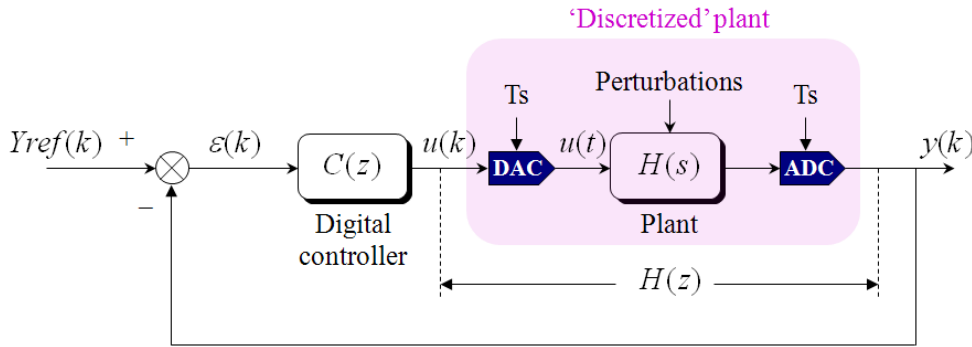 ‘Discretized’ plant
Ts
Perturbations
Ts
Yref(k)
+
ε(k)
C(z)
u(k)
DAC
u(t)
H(s)
ADC
y(k)
−
Digital
controller
Plant
H(z)